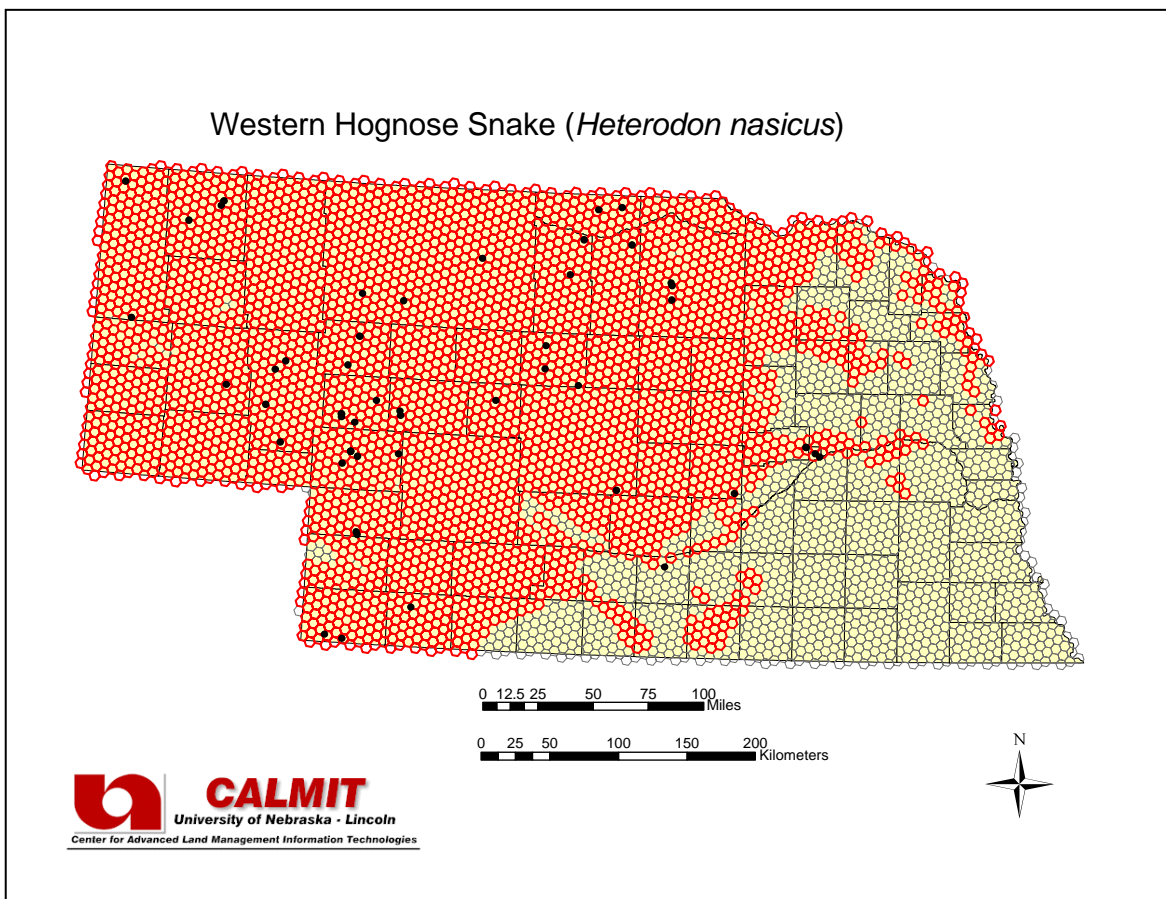 Western Hognose Snake (Heterodon nasicus)
0 12.5 25 50 75 100
Miles
0 25 50 100 150 200
Kilometers
N
CALMIT
University of Nebraska - Lincoln
Center for Advanced Land Management Information Technologies